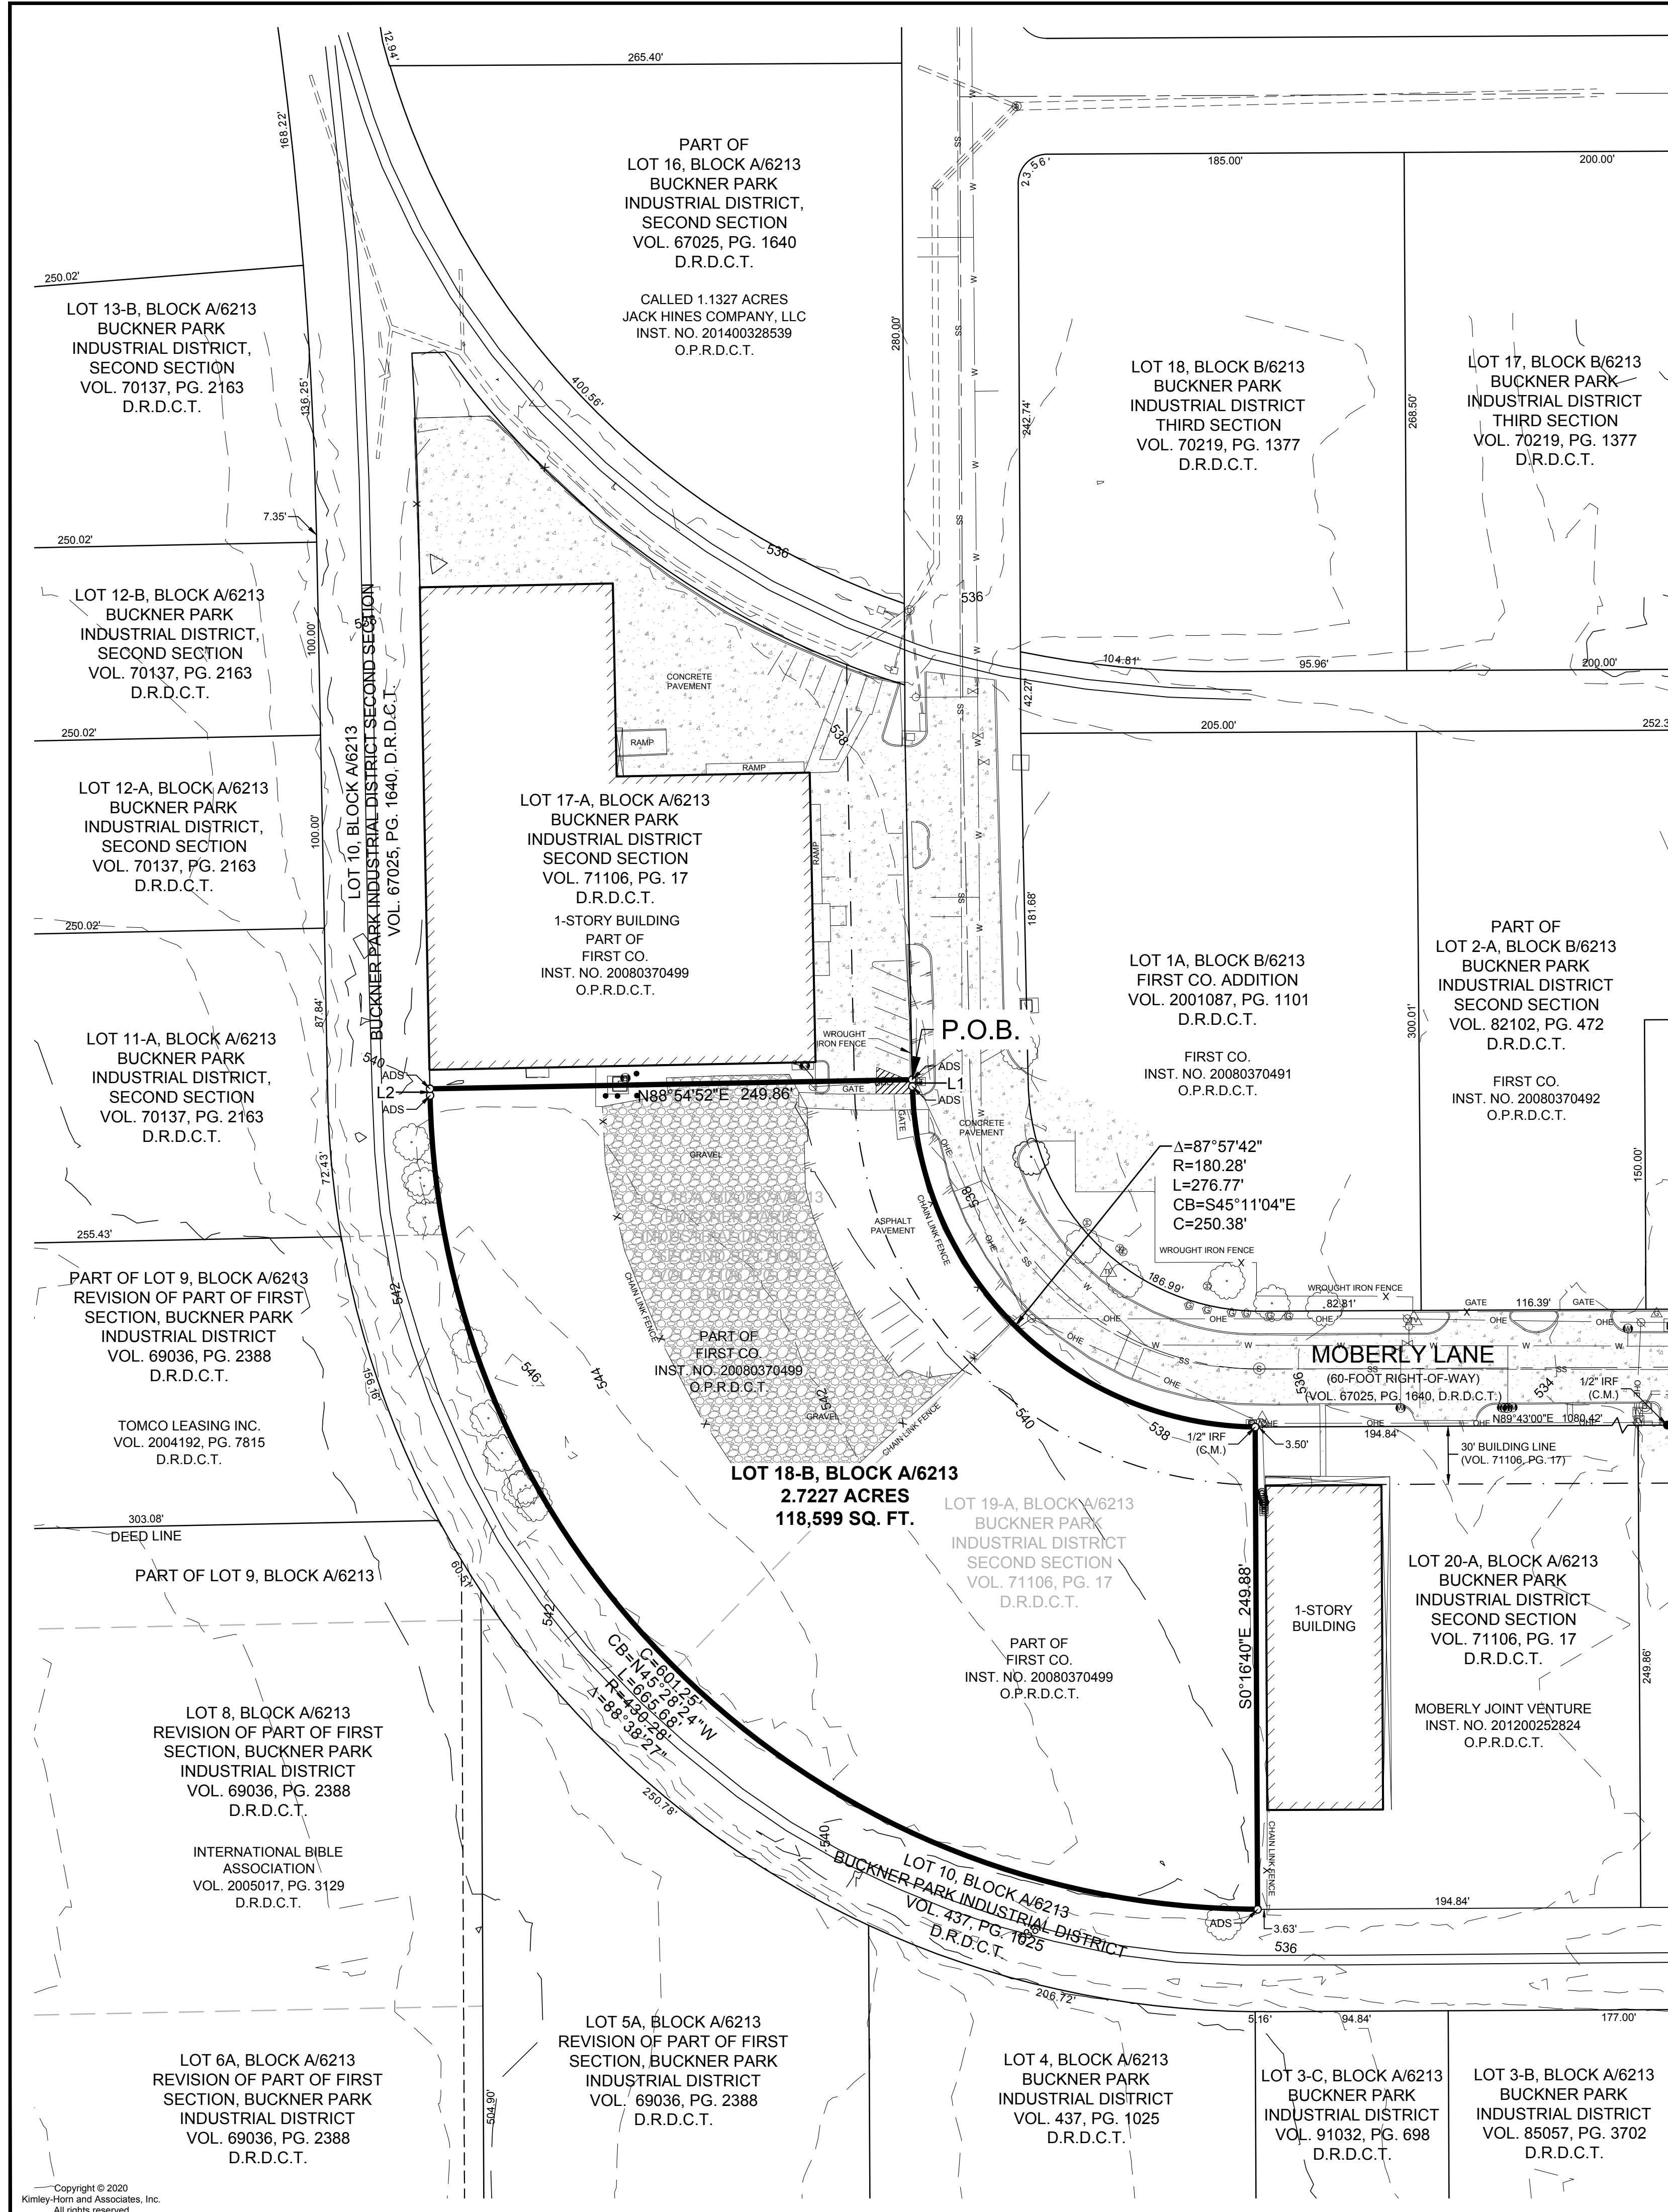 12.94'
265.40'
168.22'
PART OF
LOT 16, BLOCK A/6213
BUCKNER PARK
INDUSTRIAL DISTRICT,
SECOND SECTION
VOL. 67025, PG. 1640
D.R.D.C.T.
CALLED 1.1327 ACRES
JACK HINES COMPANY, LLC
INST. NO. 201400328539
O.P.R.D.C.T.
280.00'
400.56'
23.56'
185.00'
200.00'
250.02'
LOT 13-B, BLOCK A/6213
BUCKNER PARK
INDUSTRIAL DISTRICT,
SECOND SECTION
VOL. 70137, PG. 2163
D.R.D.C.T.
136.25'
7.35'
LOT 18, BLOCK B/6213
BUCKNER PARK
INDUSTRIAL DISTRICT
THIRD SECTION
VOL. 70219, PG. 1377
D.R.D.C.T.
242.74'
268.50'
LOT 17, BLOCK B/6213
BUCKNER PARK
INDUSTRIAL DISTRICT
THIRD SECTION
VOL. 70219, PG. 1377
D.R.D.C.T.
250.02'
LOT 12-B, BLOCK A/6213
BUCKNER PARK
INDUSTRIAL DISTRICT,
SECOND SECTION
VOL. 70137, PG. 2163
D.R.D.C.T.
100.00'
536
536
104.81'
95.96'
200.00'
42.27'
205.00'
CONCRETE
PAVEMENT
RAMP
RAMP
RAMP
538
250.02'
LOT 12-A, BLOCK A/6213
BUCKNER PARK
INDUSTRIAL DISTRICT,
SECOND SECTION
VOL. 70137, PG. 2163
D.R.D.C.T.
100.00'
LOT 10, BLOCK A/6213
BUCKNER PARK INDUSTRIAL DISTRICT SECOND SECTION
VOL. 67025, PG. 1640, D.R.D.C.T.
LOT 17-A, BLOCK A/6213
BUCKNER PARK
INDUSTRIAL DISTRICT
SECOND SECTION
VOL. 71106, PG. 17
D.R.D.C.T.
1-STORY BUILDING
PART OF
FIRST CO.
INST. NO. 20080370499
O.P.R.D.C.T.
181.68'
LOT 1A, BLOCK B/6213
FIRST CO. ADDITION
VOL. 2001087, PG. 1101
D.R.D.C.T.
FIRST CO.
INST. NO. 20080370491
O.P.R.D.C.T.
300.01'
PART OF
LOT 2-A, BLOCK B/6213
BUCKNER PARK
INDUSTRIAL DISTRICT
SECOND SECTION
VOL. 82102, PG. 472
D.R.D.C.T.
FIRST CO.
INST. NO. 20080370492
O.P.R.D.C.T.
150.00'
250.02'
87.84'
LOT 11-A, BLOCK A/6213
BUCKNER PARK
INDUSTRIAL DISTRICT,
SECOND SECTION
VOL. 70137, PG. 2163
D.R.D.C.T.
72.43'
WROUGHT
IRON FENCE
P.O.B.
540
ADS
L2
ADS
N88°54'52"E 249.86'
GATE
ADS
L1
ADS
GATE
CONCRETE
PAVEMENT
Δ=87°57'42"
R=180.28'
L=276.77'
CB=S45°11'04"E
C=250.38'
GRAVEL
538
ASPHALT
PAVEMENT
CHAIN LINK FENCE
CHAIN LINK FENCE
WROUGHT IRON FENCE
WROUGHT IRON FENCE
186.99'
82.81'
GATE
116.39'
GATE
255.43'
PART OF LOT 9, BLOCK A/6213
REVISION OF PART OF FIRST
SECTION, BUCKNER PARK
INDUSTRIAL DISTRICT
VOL. 69036, PG. 2388
D.R.D.C.T.
TOMCO LEASING INC.
VOL. 2004192, PG. 7815
D.R.D.C.T.
156.16'
542
546
544
PART OF
FIRST CO.
INST. NO. 20080370499
O.P.R.D.C.T.
542
GRAVEL
CHAIN LINK FENCE
540
538
MOBERLY LANE
(60-FOOT RIGHT-OF-WAY)
(VOL. 67025, PG. 1640, D.R.D.C.T.)
536
534
1/2" IRF
(C.M.)
N89°43'00"E 1080.42'
194.84'
1/2" IRF
(C.M.)
3.50'
30' BUILDING LINE
(VOL. 71106, PG. 17)
LOT 18-B, BLOCK A/6213
2.7227 ACRES
118,599 SQ. FT.
LOT 19-A, BLOCK A/6213
BUCKNER PARK
INDUSTRIAL DISTRICT
SECOND SECTION
VOL. 71106, PG. 17
D.R.D.C.T.
PART OF
FIRST CO.
INST. NO. 20080370499
O.P.R.D.C.T.
S0°16'40"E 249.88'
1-STORY
BUILDING
LOT 20-A, BLOCK A/6213
BUCKNER PARK
INDUSTRIAL DISTRICT
SECOND SECTION
VOL. 71106, PG. 17
D.R.D.C.T.
MOBERLY JOINT VENTURE
INST. NO. 201200252824
O.P.R.D.C.T.
249.86'
303.08'
DEED LINE
PART OF LOT 9, BLOCK A/6213
60.51'
542
C=601.25'
CB=N45°28'24"W
L=665.68'
R=430.28'
Δ=88°38'27"
LOT 8, BLOCK A/6213
REVISION OF PART OF FIRST
SECTION, BUCKNER PARK
INDUSTRIAL DISTRICT
VOL. 69036, PG. 2388
D.R.D.C.T.
INTERNATIONAL BIBLE
ASSOCIATION
VOL. 2005017, PG. 3129
D.R.D.C.T.
250.78'
540
LOT 10, BLOCK A/6213
BUCKNER PARK INDUSTRIAL DISTRICT
VOL. 437, PG. 1025
D.R.D.C.T.
CHAIN LINK FENCE
194.84'
ADS
3.63'
536
206.72'
5.16'
94.84'
177.00'
LOT 6A, BLOCK A/6213
REVISION OF PART OF FIRST
SECTION, BUCKNER PARK
INDUSTRIAL DISTRICT
VOL. 69036, PG. 2388
D.R.D.C.T.
504.90'
LOT 5A, BLOCK A/6213
REVISION OF PART OF FIRST
SECTION, BUCKNER PARK
INDUSTRIAL DISTRICT
VOL. 69036, PG. 2388
D.R.D.C.T.
LOT 4, BLOCK A/6213
BUCKNER PARK
INDUSTRIAL DISTRICT
VOL. 437, PG. 1025
D.R.D.C.T.
LOT 3-C, BLOCK A/6213
BUCKNER PARK
INDUSTRIAL DISTRICT
VOL. 91032, PG. 698
D.R.D.C.T.
LOT 3-B, BLOCK A/6213
BUCKNER PARK
INDUSTRIAL DISTRICT
VOL. 85057, PG. 3702
D.R.D.C.T.
Copyright © 2020
Kimley-Horn and Associates, Inc.
All rights reserved